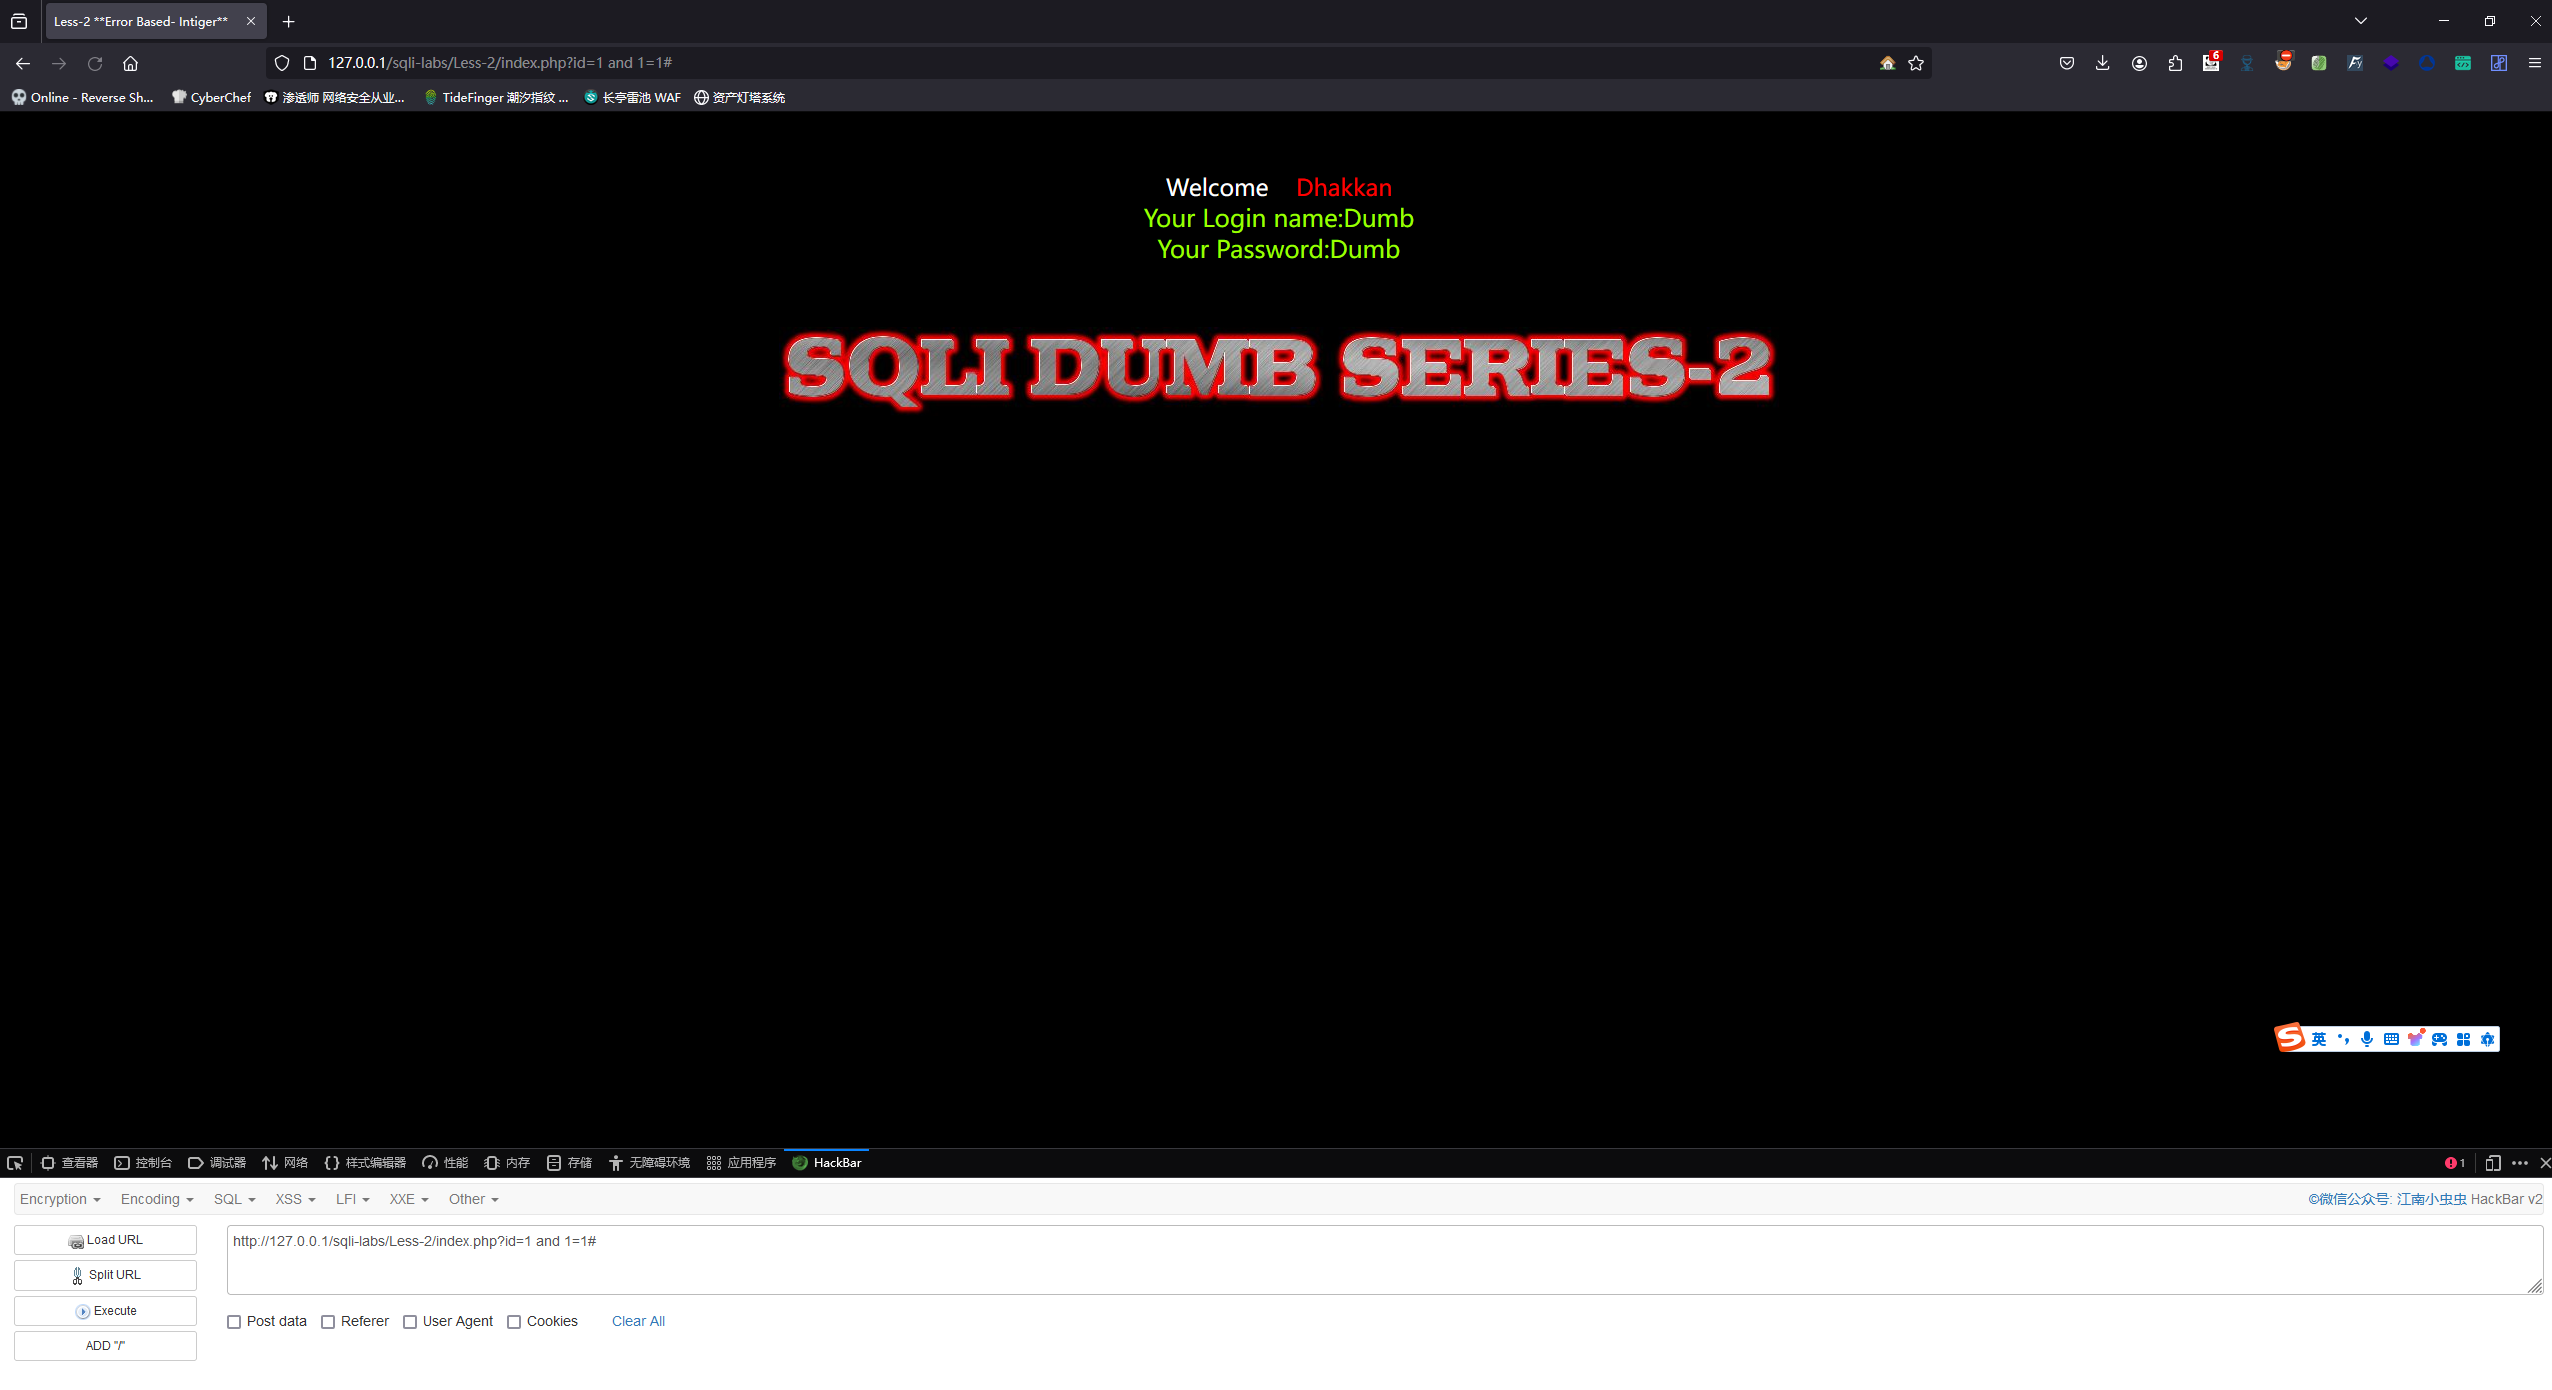 Less-2 **Error Based- Intiger**
127.0.0.1/sqli-labs/Less-2/index.php?id=1 and 1=1#
6
Online - Reverse Sh... CyberChef 渗透师 网络安全从业... TideFinger 潮汐指纹 ... 长亭雷池 WAF 资产灯塔系统
Welcome Dhakkan
Your Login name:Dumb
Your Password:Dumb
SQLI DUMB SERIES-2
英
查看器 控制台 调试器 网络 样式编辑器 性能 内存 存储 无障碍环境 应用程序 HackBar 1
Encryption Encoding SQL XSS LFI XXE Other ©微信公众号: 江南小虫虫 HackBar v2
Load URL http://127.0.0.1/sqli-labs/Less-2/index.php?id=1 and 1=1#
Split URL
Execute Post data Referer User Agent Cookies Clear All
ADD "/"